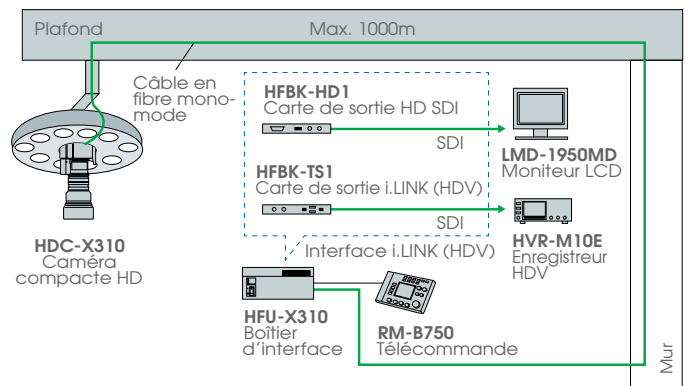 Plafond
Max. 1000m
Câble en
fibre mono-
mode
HFBK-HD1
Carte de sortie HD SDI
SDI
LMD-1950MD
Moniteur LCD
HFBK-TS1
Carte de sortie i.LINK (HDV)
SDI
HVR-M10E
Enregistreur
HDV
Interface i.LINK (HDV)
HDC-X310
Caméra
compacte HD
HFU-X310
Boîtier
d'interface
RM-B750
Télécommande
Mur